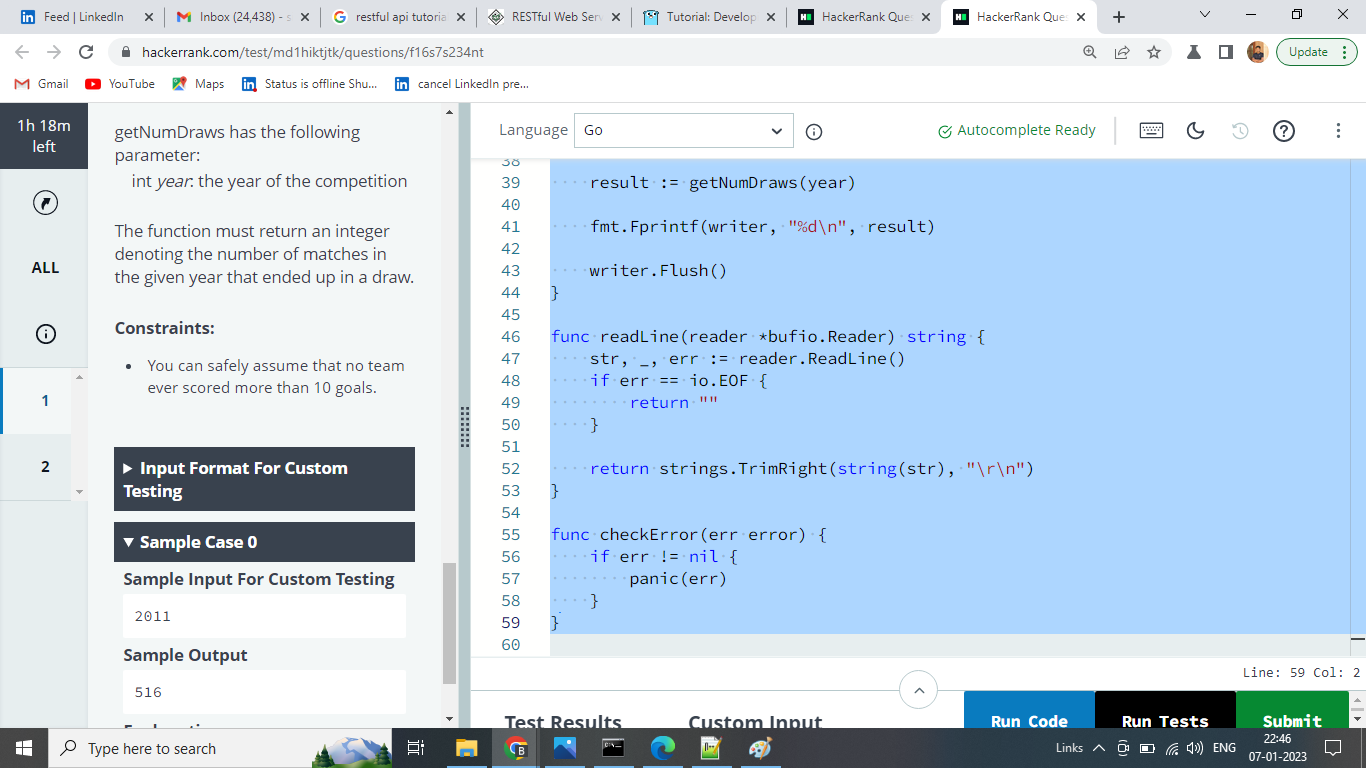 Feed | LinkedIn
Inbox (24,438) - s
restful api tutoria
RESTful Web Serv
Tutorial: Develop
HackerRank Ques
HackerRank Ques
hackerrank.com/test/md1hiktjtk/questions/f16s7s234nt
Update
Gmail
YouTube
Maps
Status is offline Shu...
cancel LinkedIn pre...
1h 18m
left
ALL
1
2
getNumDraws has the following
parameter:
int year: the year of the competition
The function must return an integer
denoting the number of matches in
the given year that ended up in a draw.
Constraints:
• You can safely assume that no team
ever scored more than 10 goals.
▶ Input Format For Custom
Testing
▼ Sample Case 0
Sample Input For Custom Testing
2011
Sample Output
516
Language Go
Autocomplete Ready
38
39 result := getNumDraws(year)
40
41 fmt.Fprintf(writer, "%d\n", result)
42
43 writer.Flush()
44 }
45
46 func readLine(reader *bufio.Reader) string {
47 str, _, err := reader.ReadLine()
48 if err == io.EOF {
49 return ""
50 }
51
52 return strings.TrimRight(string(str), "\r\n")
53 }
54
55 func checkError(err error) {
56 if err != nil {
57 panic(err)
58 }
59 }
60
Line: 59 Col: 2
Test Results
Custom Input
Run Code
Run Tests
Submit
Type here to search
Links
ENG
22:46
07-01-2023